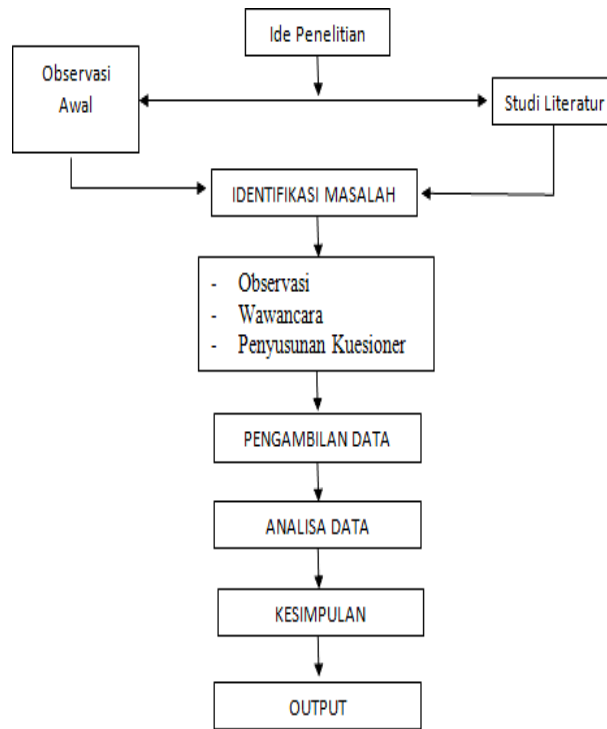 Ide Penelitian
Observasi
Awal
Studi Literatur
IDENTIFIKASI MASALAH
- Observasi
- Wawancara
- Penyusunan Kuesioner
PENGAMBILAN DATA
ANALISA DATA
KESIMPULAN
OUTPUT